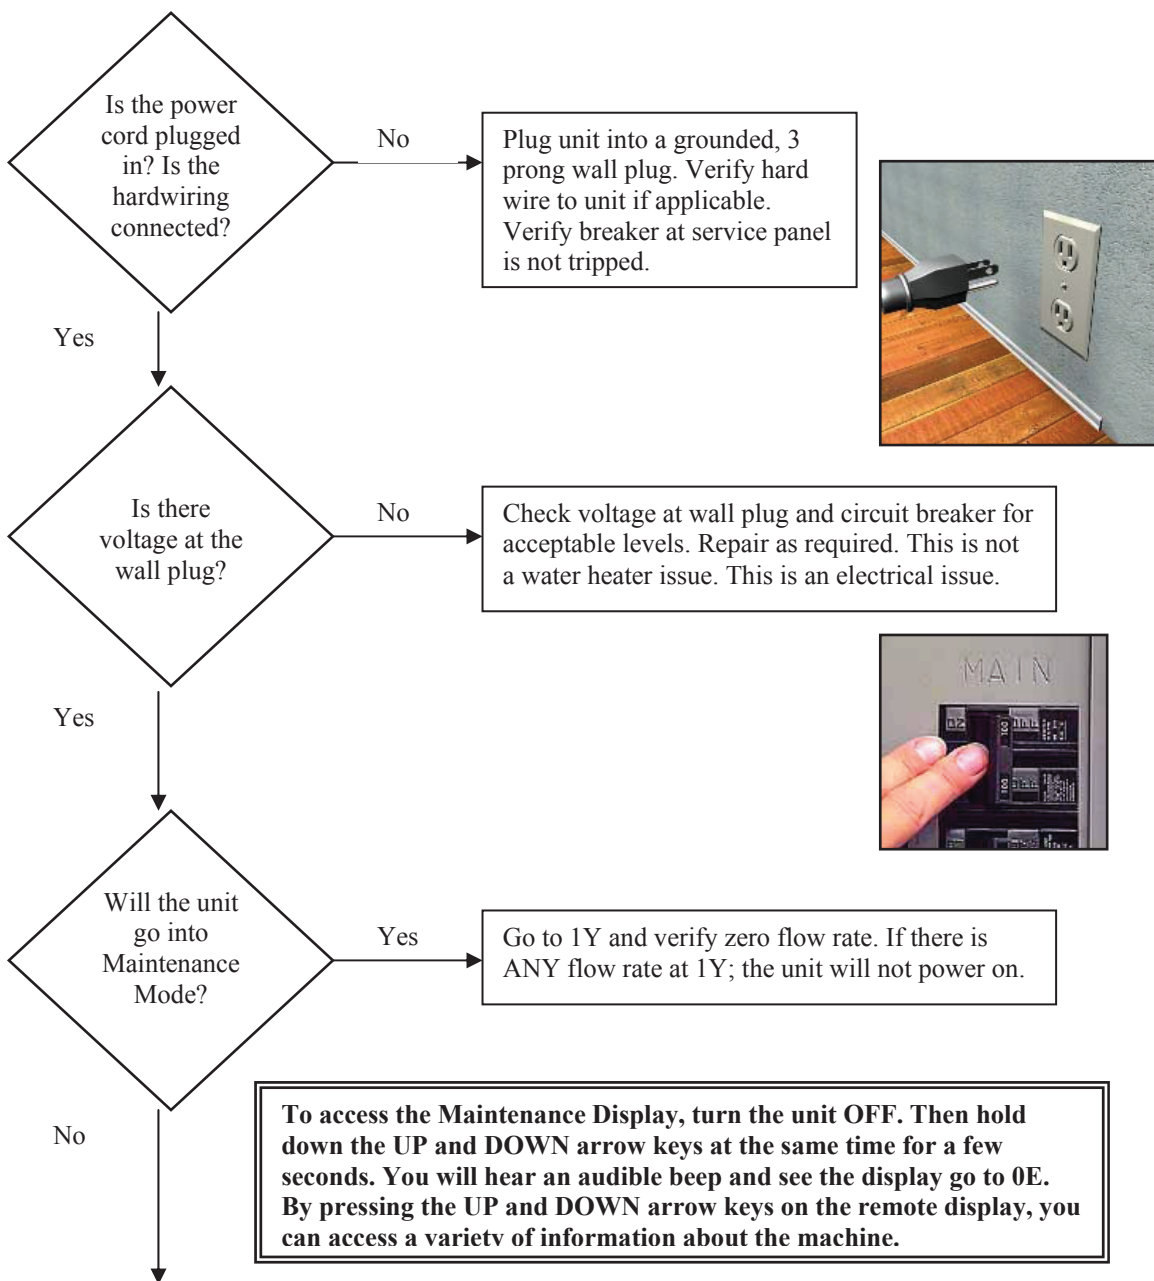 Is the power
cord plugged
in? Is the
hardwiring
connected?
No
Plug unit into a grounded, 3
prong wall plug. Verify hard
wire to unit if applicable.
Verify breaker at service panel
is not tripped.
Yes
Is there
voltage at the
wall plug?
No
Check voltage at wall plug and circuit breaker for
acceptable levels. Repair as required. This is not
a water heater issue. This is an electrical issue.
Yes
MAIN
Will the unit
go into
Maintenance
Mode?
Yes
Go to 1Y and verify zero flow rate. If there is
ANY flow rate at 1Y; the unit will not power on.
No
To access the Maintenance Display, turn the unit OFF. Then hold
down the UP and DOWN arrow keys at the same time for a few
seconds. You will hear an audible beep and see the display go to 0E.
By pressing the UP and DOWN arrow keys on the remote display, you
can access a variety of information about the machine.